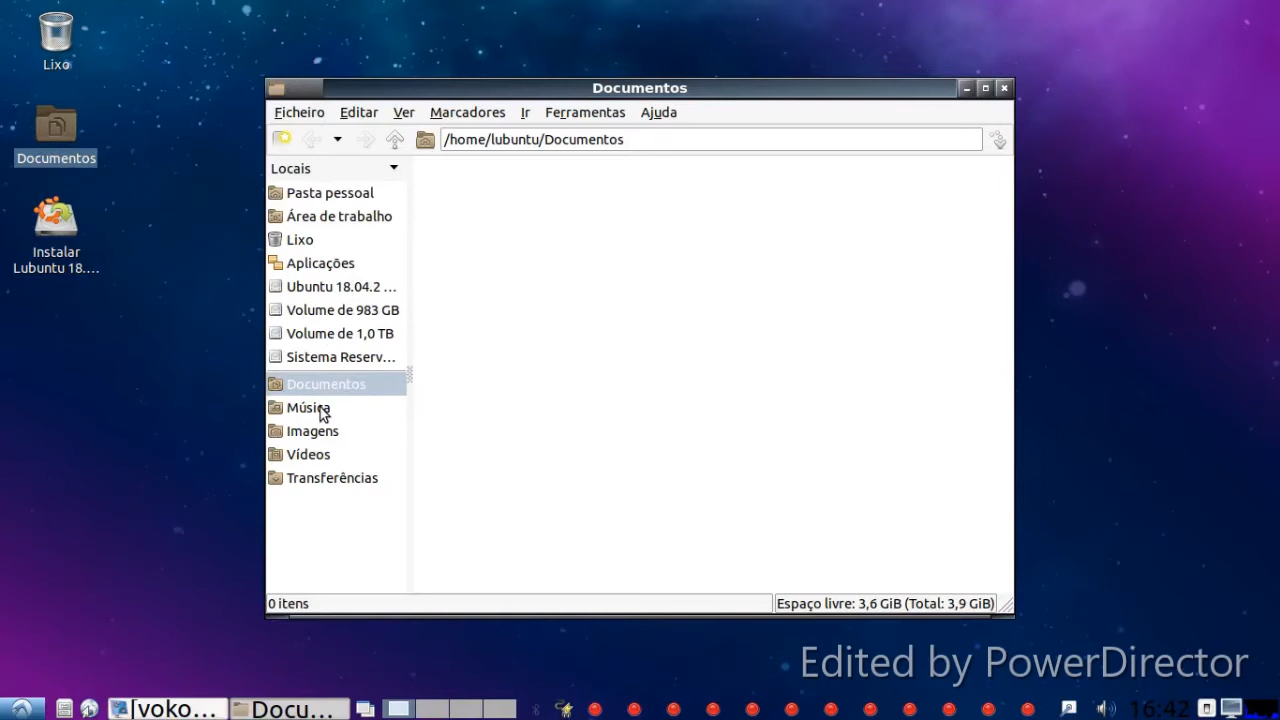 Lixo
Documentos
Instalar
Lubuntu 18....
Documentos
Ficheiro Editar Ver Marcadores Ir Ferramentas Ajuda
/home/lubuntu/Documentos
Locais
Pasta pessoal
Área de trabalho
Lixo
Aplicações
Ubuntu 18.04.2 ...
Volume de 983 GB
Volume de 1,0 TB
Sistema Reserv...
Documentos
Música
Imagens
Vídeos
Transferências
0 itens
Espaço livre: 3,6 GiB (Total: 3,9 GiB)
Edited by PowerDirector
[voko...
Docu...
16:42